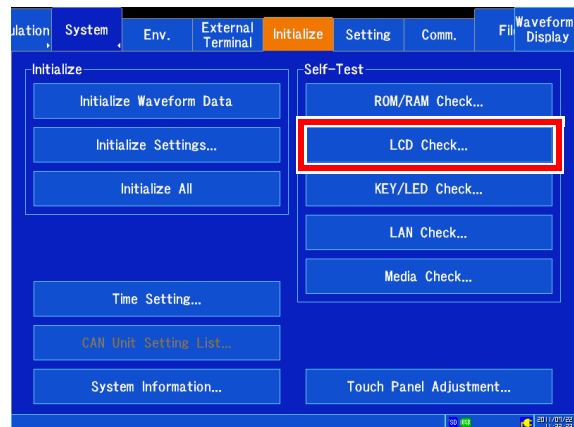 ulation
System
Env.
External
Terminal
Initialize
Setting
Comm.
Fil
Waveform
Display
Initialize
Initialize Waveform Data
Initialize Settings...
Initialize All
Self-Test
ROM/RAM Check...
LCD Check...
KEY/LED Check...
LAN Check...
Media Check...
Time Setting...
CAN Unit Setting List...
System Information...
Touch Panel Adjustment...
SD USB
2011/07/22